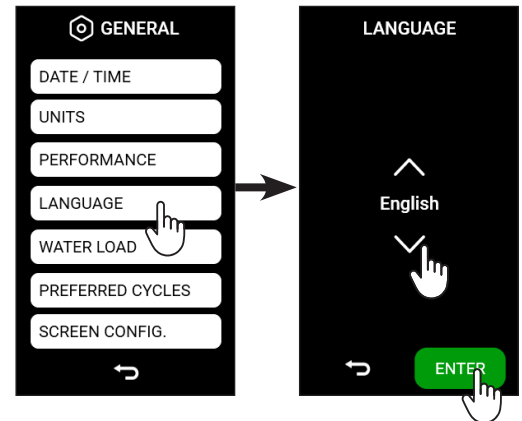 GENERAL
DATE / TIME
UNITS
PERFORMANCE
LANGUAGE
WATER LOAD
PREFERRED CYCLES
SCREEN CONFIG.
LANGUAGE
English
ENTER